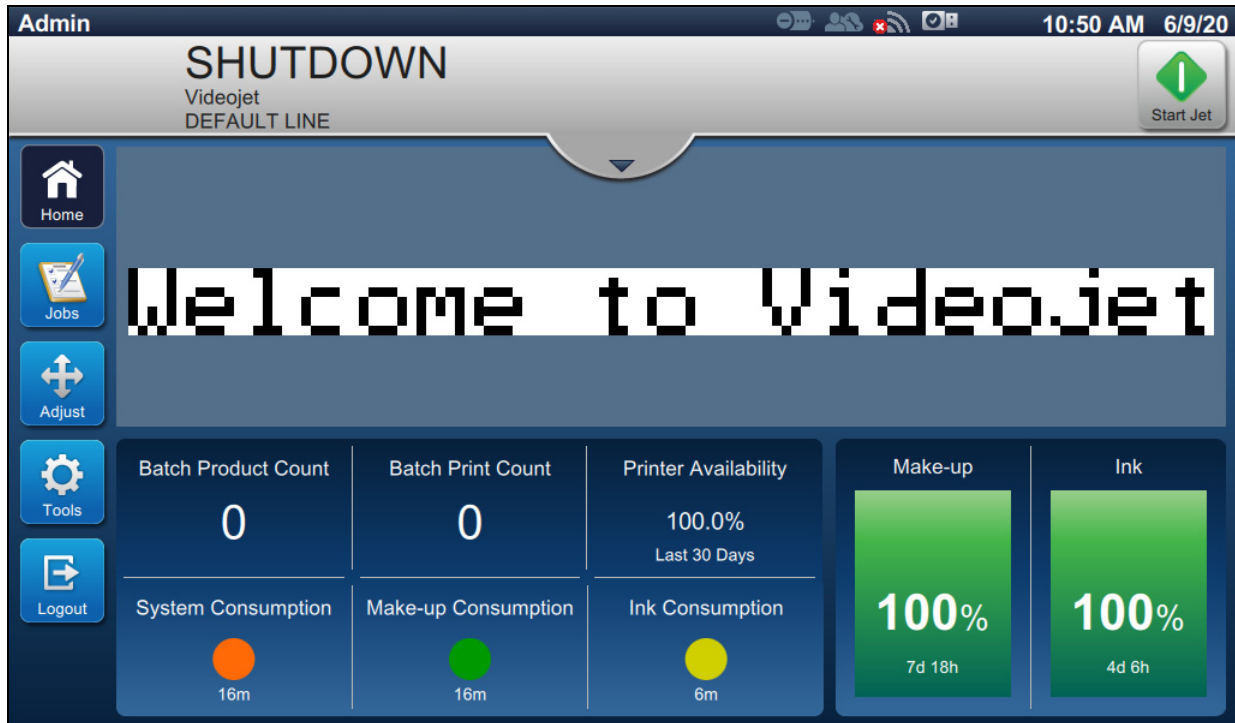 Admin
10:50 AM 6/9/20
SHUTDOWN
Videojet
DEFAULT LINE
Start Jet
Home
Jobs
Adjust
Tools
Logout
Welcome to Videojet
Batch Product Count
0
Batch Print Count
0
Printer Availability
100.0%
Last 30 Days
System Consumption
16m
Make-up Consumption
16m
Ink Consumption
6m
Make-up
100%
7d 18h
Ink
100%
4d 6h